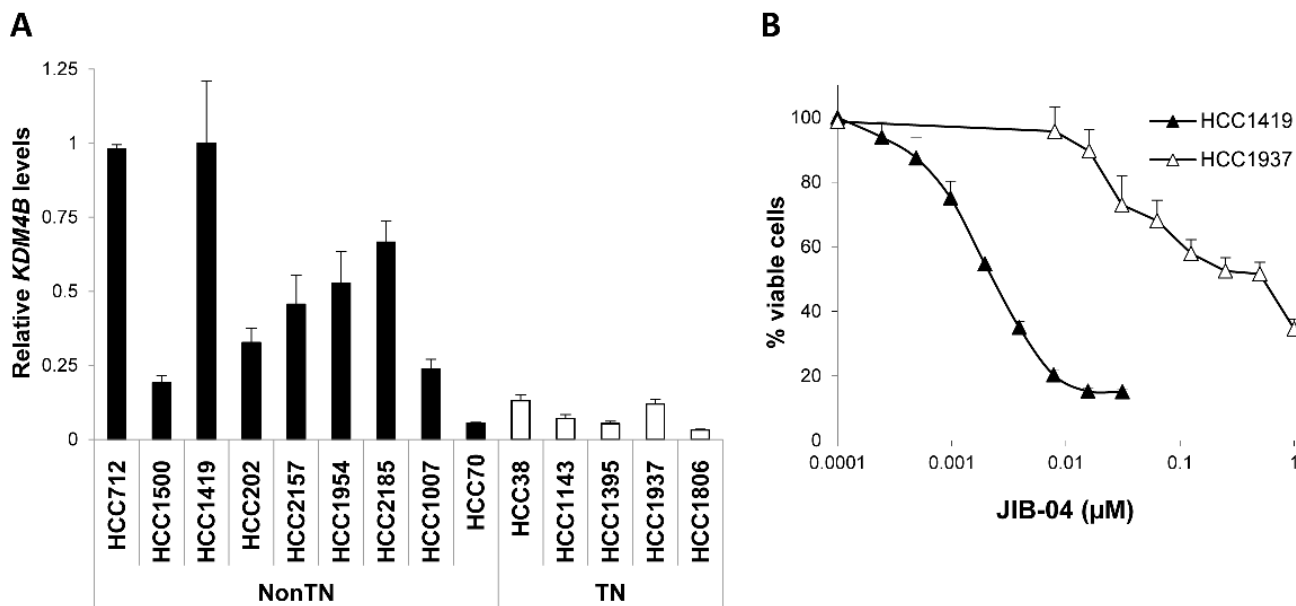 A
Relative KDM4B levels
1.25
1
0.75
0.5
0.25
0
HCC712
HCC1500
HCC1419
HCC202
HCC2157
HCC1954
HCC2185
HCC1007
HCC70
HCC38
HCC1143
HCC1395
HCC1937
HCC1806
NonTN
TN
B
% viable cells
100
80
60
40
20
0
HCC1419
HCC1937
0.0001
0.001
0.01
0.1
1
JIB-04 (µM)